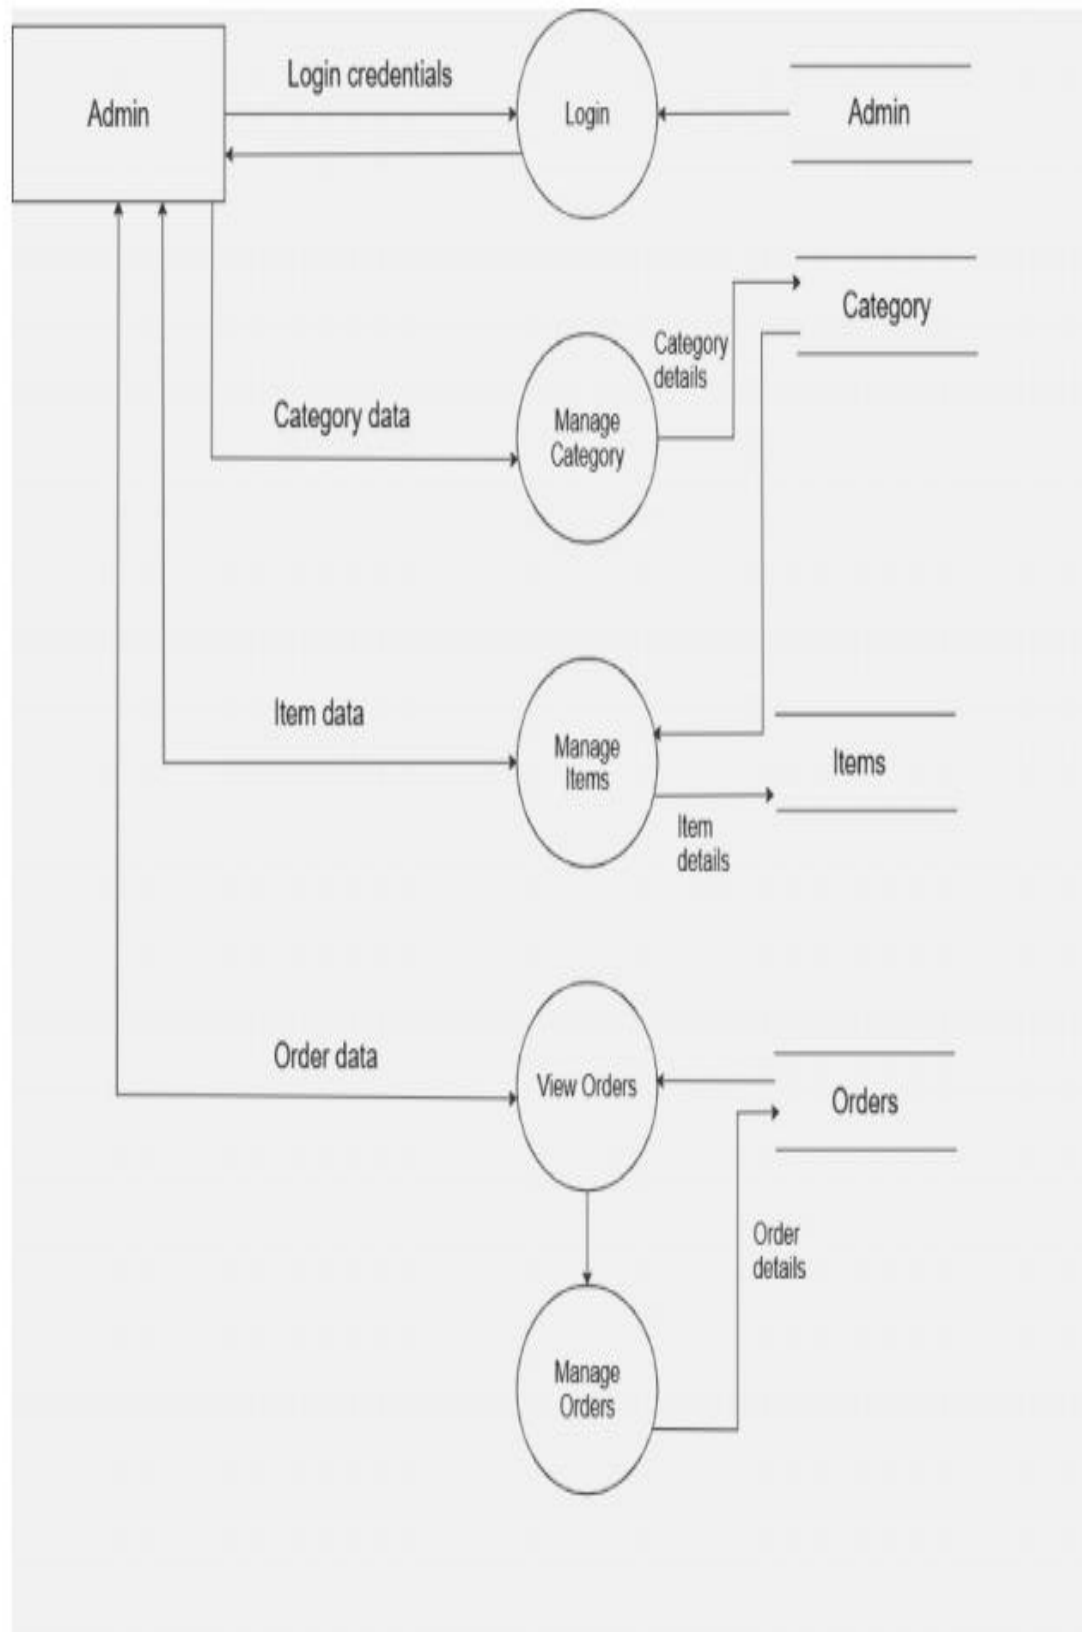 Admin
Login credentials
Login
Admin
Category
Category
details
Category data
Manage
Category
Item data
Manage
Items
Items
Item
details
Order data
View Orders
Orders
Order
details
Manage
Orders